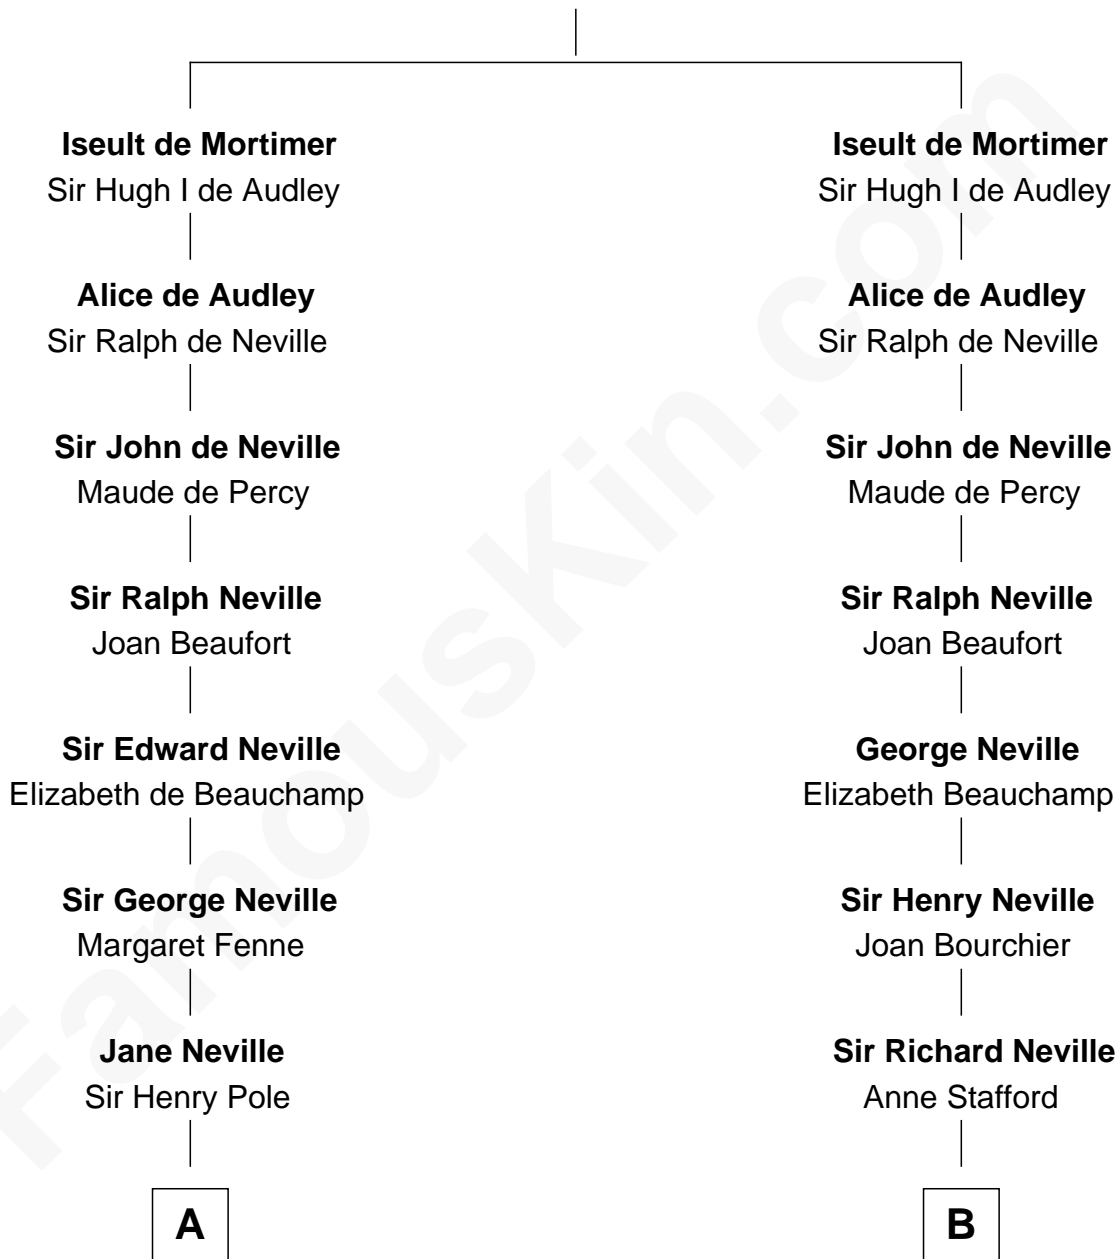 Iseult de Mortimer
Sir Hugh I de Audley
Alice de Audley
Sir Ralph de Neville
Sir John de Neville
Maude de Percy
Sir Ralph Neville
Joan Beaufort
Sir Edward Neville
Elizabeth de Beauchamp
Sir George Neville
Margaret Fenne
Jane Neville
Sir Henry Pole
A
Iseult de Mortimer
Sir Hugh I de Audley
Alice de Audley
Sir Ralph de Neville
Sir John de Neville
Maude de Percy
Sir Ralph Neville
Joan Beaufort
George Neville
Elizabeth Beauchamp
Sir Henry Neville
Joan Bourchier
Sir Richard Neville
Anne Stafford
B
FamousKin.com